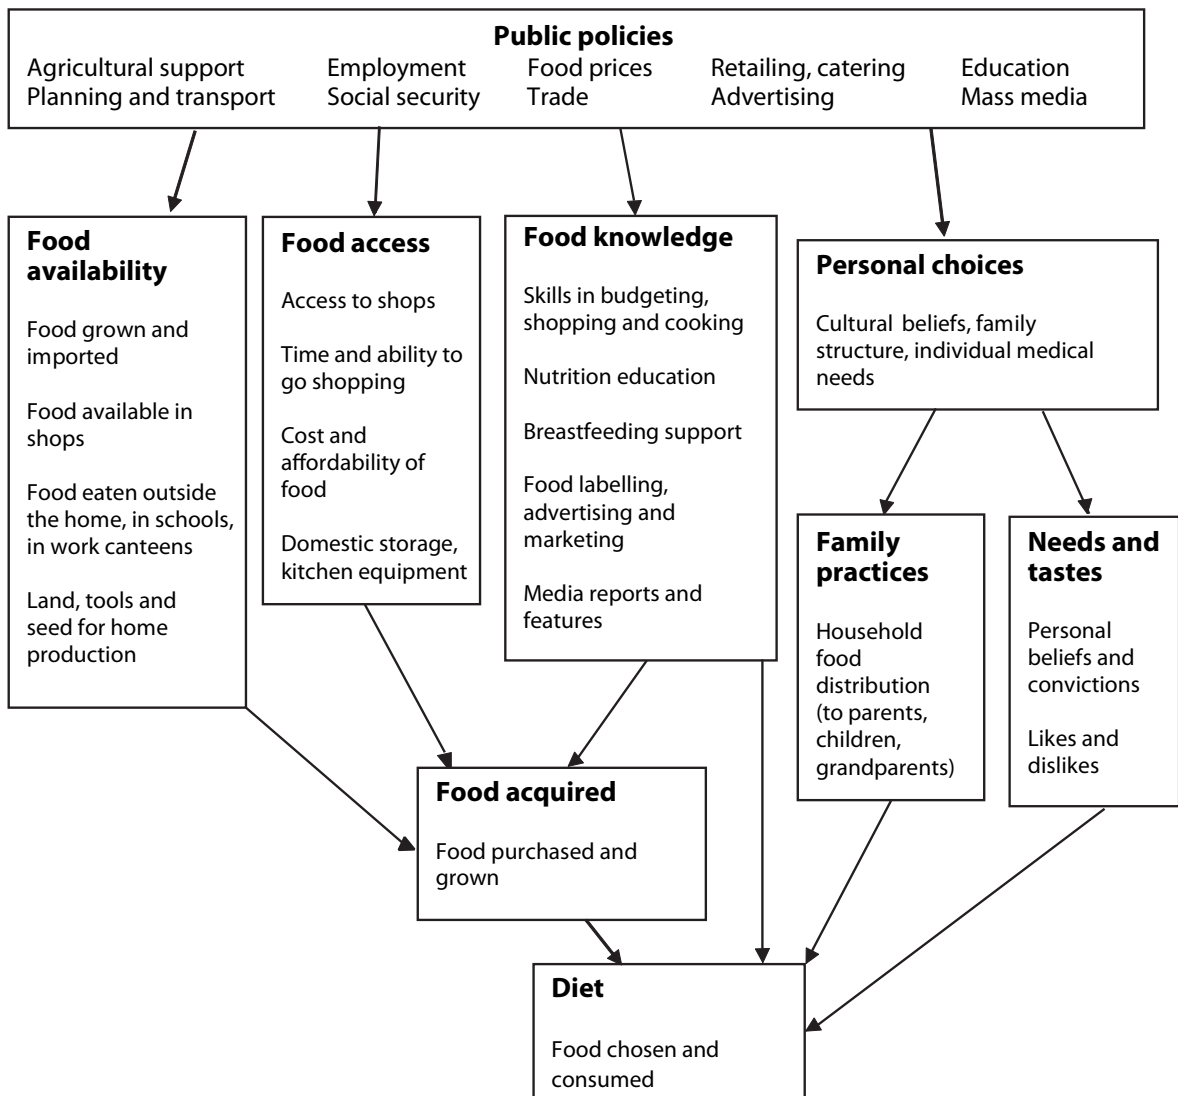 Public policies
Agricultural support Employment Food prices Retailing, catering Education
Planning and transport Social security Trade Advertising Mass media
Food
availability
Food grown and
imported
Food available in
shops
Food eaten outside
the home, in schools,
in work canteens
Land, tools and
seed for home
production
Food access
Access to shops
Time and ability to
go shopping
Cost and
affordability of
food
Domestic storage,
kitchen equipment
Food knowledge
Skills in budgeting,
shopping and cooking
Nutrition education
Breastfeeding support
Food labelling,
advertising and
marketing
Media reports and
features
Personal choices
Cultural beliefs, family
structure, individual medical
needs
Family
practices
Household
food
distribution
(to parents,
children,
grandparents)
Needs and
tastes
Personal
beliefs and
convictions
Likes and
dislikes
Food acquired
Food purchased and
grown
Diet
Food chosen and
consumed